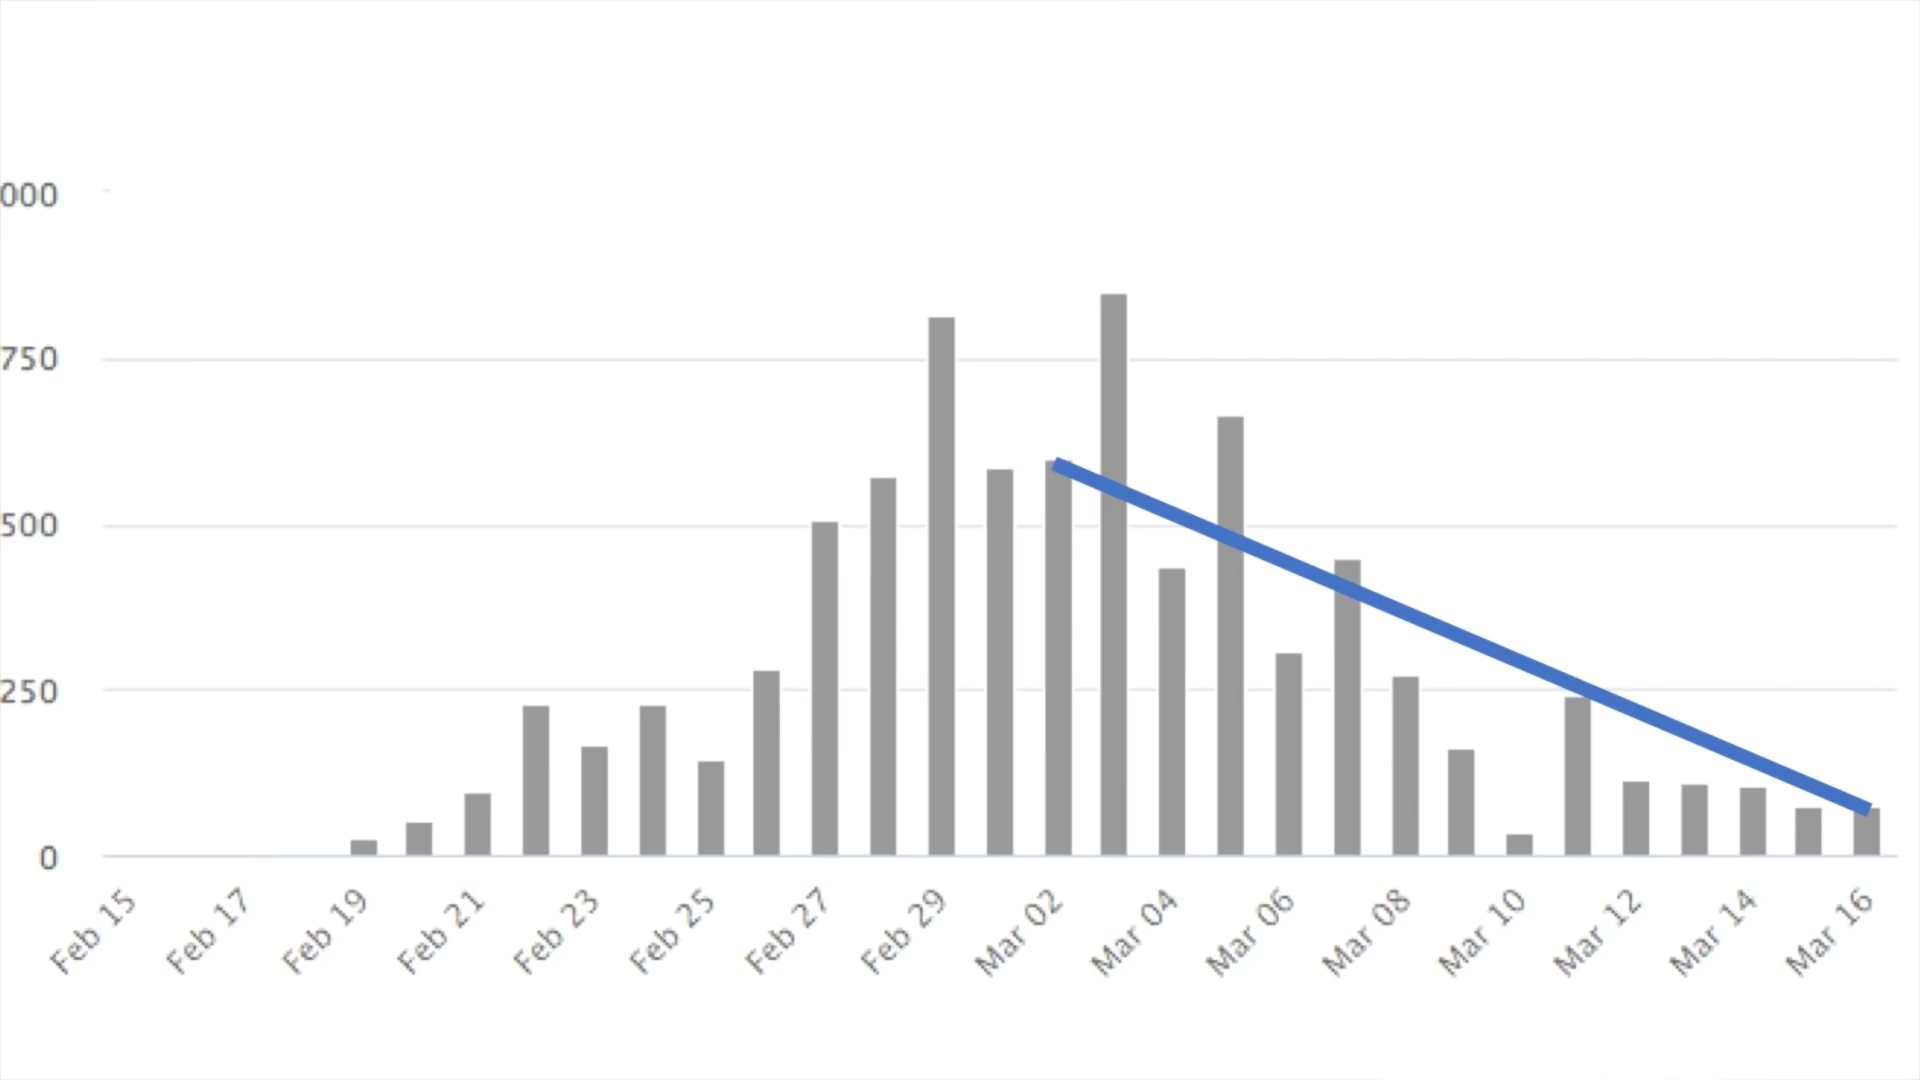 000
750
500
250
0
Feb 15
Feb 17
Feb 19
Feb 21
Feb 23
Feb 25
Feb 27
Feb 29
Mar 02
Mar 04
Mar 06
Mar 08
Mar 10
Mar 12
Mar 14
Mar 16